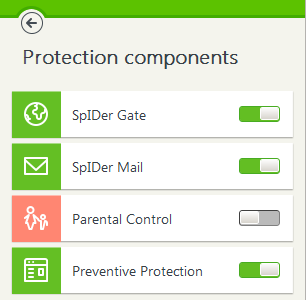 Protection components
SpIDer Gate
SpIDer Mail
Parental Control
Preventive Protection